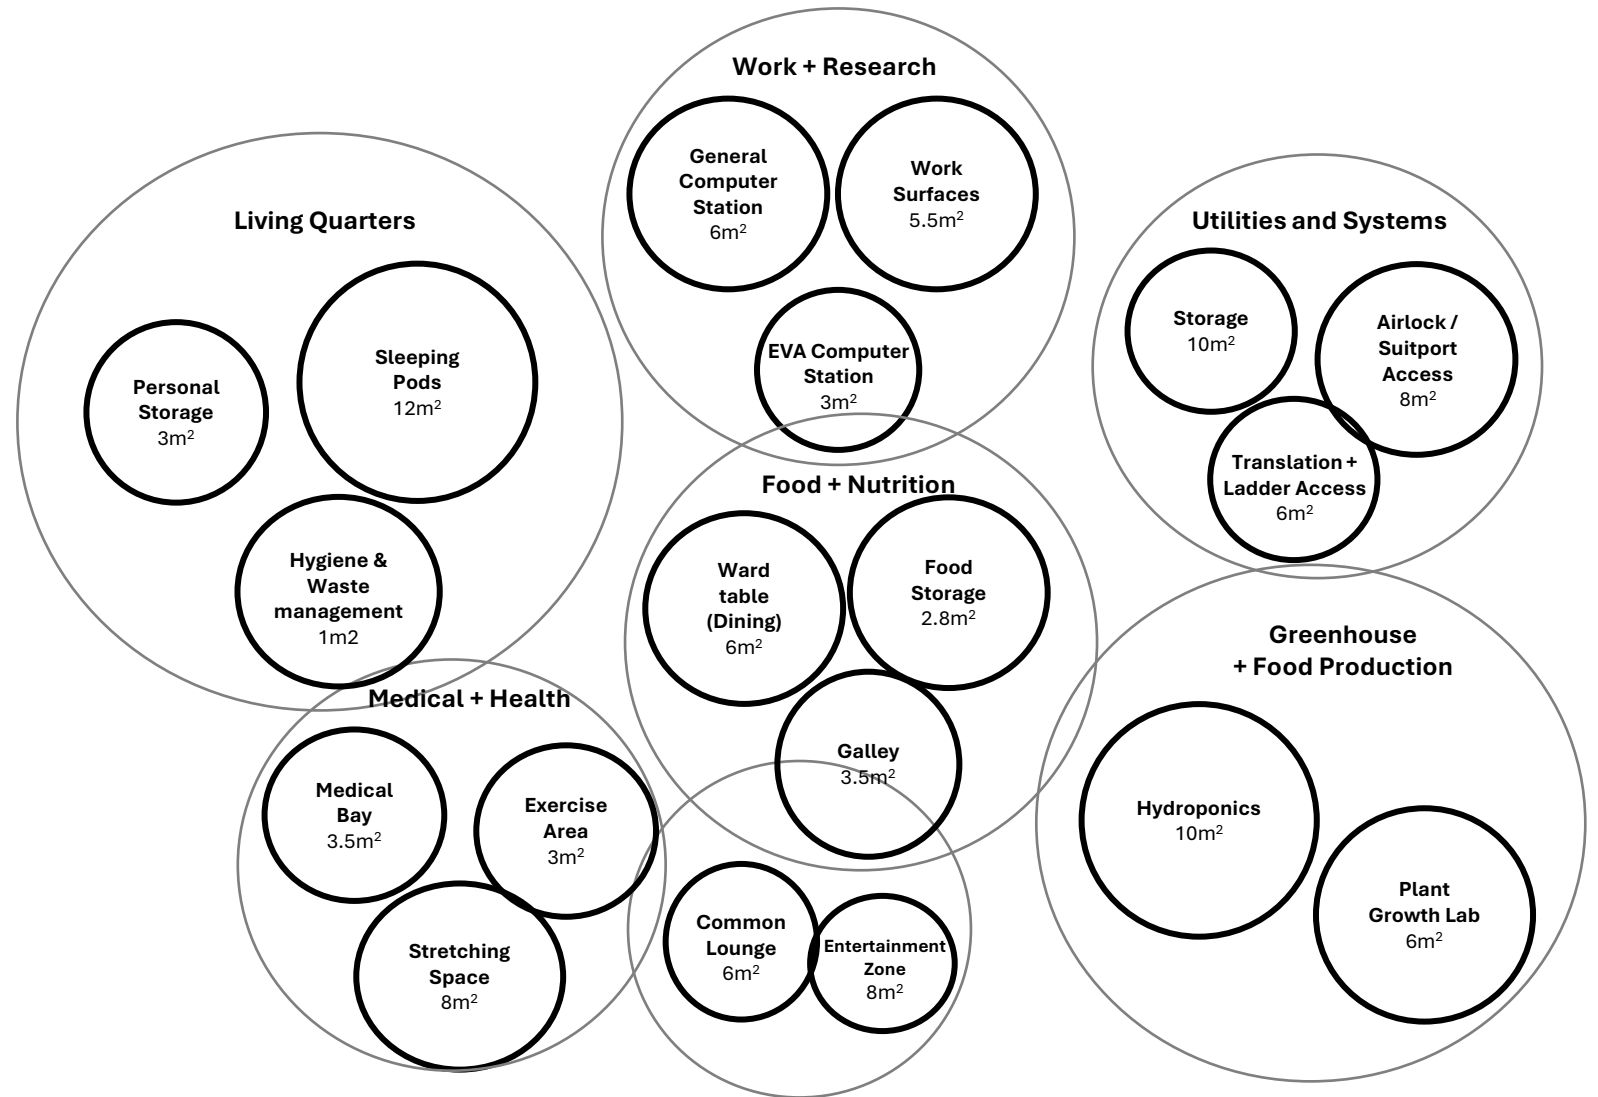 Work + Research
General
Computer
Station
6m²
Work
Surfaces
5.5m²
EVA Computer
Station
3m²
Living Quarters
Personal
Storage
3m²
Sleeping
Pods
12m²
Hygiene &
Waste
management
1m2
Utilities and Systems
Storage
10m²
Airlock /
Suitport
Access
8m²
Translation +
Ladder Access
6m²
Food + Nutrition
Ward
table
(Dining)
6m²
Food
Storage
2.8m²
Galley
3.5m²
Medical + Health
Medical
Bay
3.5m²
Exercise
Area
3m²
Stretching
Space
8m²
Common
Lounge
6m²
Entertainment
Zone
8m²
Greenhouse
+ Food Production
Hydroponics
10m²
Plant
Growth Lab
6m²